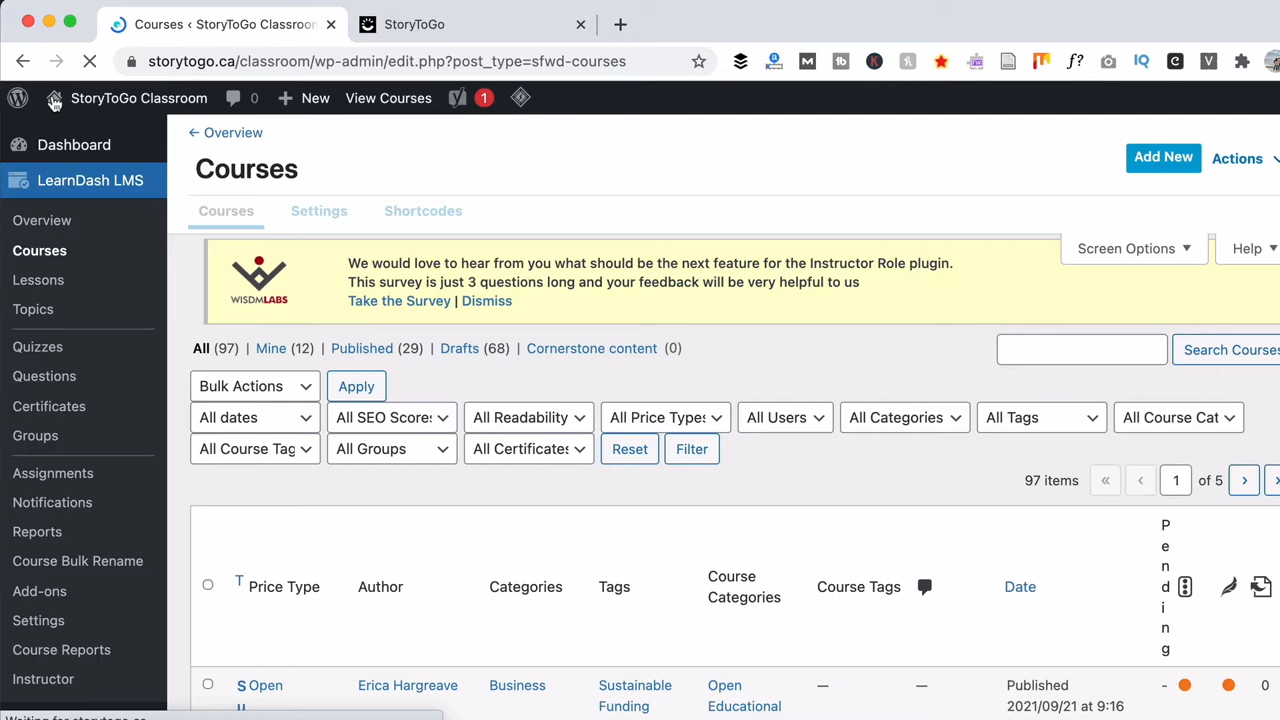 Courses ‹ StoryToGo Classroom
StoryToGo
storytogo.ca/classroom/wp-admin/edit.php?post_type=sfwd-courses
StoryToGo Classroom 0 New View Courses 1
Dashboard
LearnDash LMS
Overview
Courses
Lessons
Topics
Quizzes
Questions
Certificates
Groups
Assignments
Notifications
Reports
Course Bulk Rename
Add-ons
Settings
Course Reports
Instructor
← Overview
Courses
Add New
Actions
Courses Settings Shortcodes
Screen Options
Help
WISDMLABS
We would love to hear from you what should be the next feature for the Instructor Role plugin.
This survey is just 3 questions long and your feedback will be very helpful to us
Take the Survey | Dismiss
All (97) | Mine (12) | Published (29) | Drafts (68) | Cornerstone content (0)
Search Courses
Bulk Actions Apply
All dates All SEO Scores All Readability All Price Types All Users All Categories All Tags All Course Cat
All Course Tag All Groups All Certificates Reset Filter
97 items « ‹ 1 of 5 ›
T Price Type Author Categories Tags Course Categories Course Tags Date Pending
S Open Erica Hargreave Business Sustainable Open — — Published - 0
u Funding Educational 2021/09/21 at 9:16